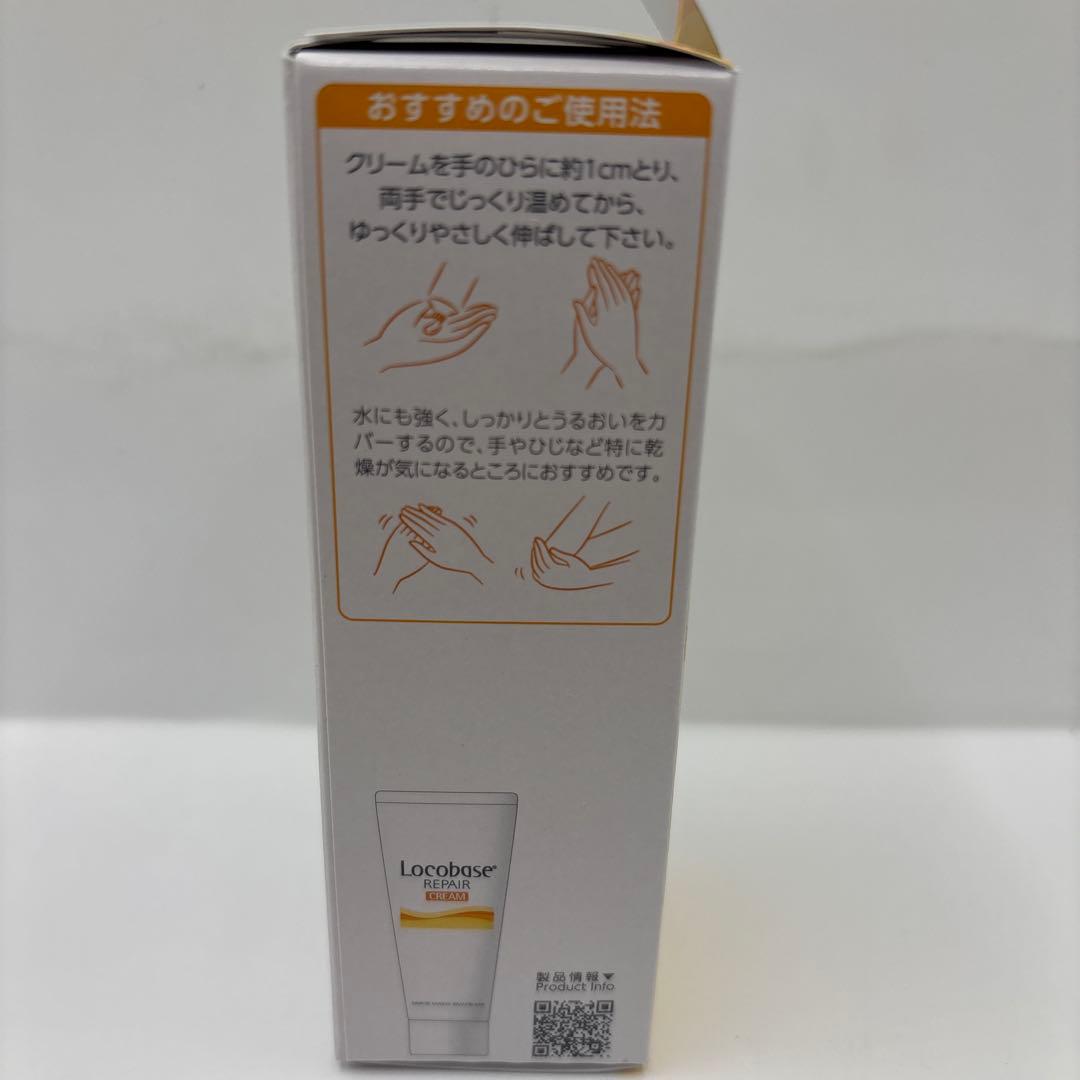 おすすめのご使用法
クリームを手のひらに約1cmとり、
両手でじっくり温めてから、
ゆっくりやさしく伸ばして下さい。
水にも強く、しっかりとうるおいをカ
バーするので、手やひじなど特に乾
燥が気になるところにおすすめです。
Locobase®
REPAIR
CREAM
製品情報▼
Product Info